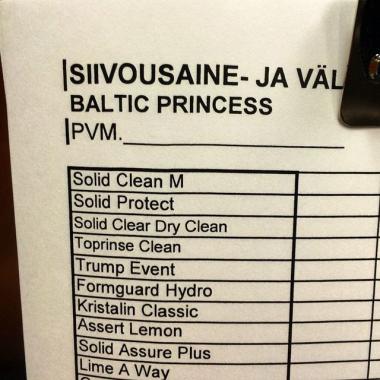 SIIVOUSAINE- JA VÄL
BALTIC PRINCESS
PVM.
Solid Clean M
Solid Protect
Solid Clear Dry Clean
Toprinse Clean
Trump Event
Formguard Hydro
Kristalin Classic
Assert Lemon
Solid Assure Plus
Lime A Way